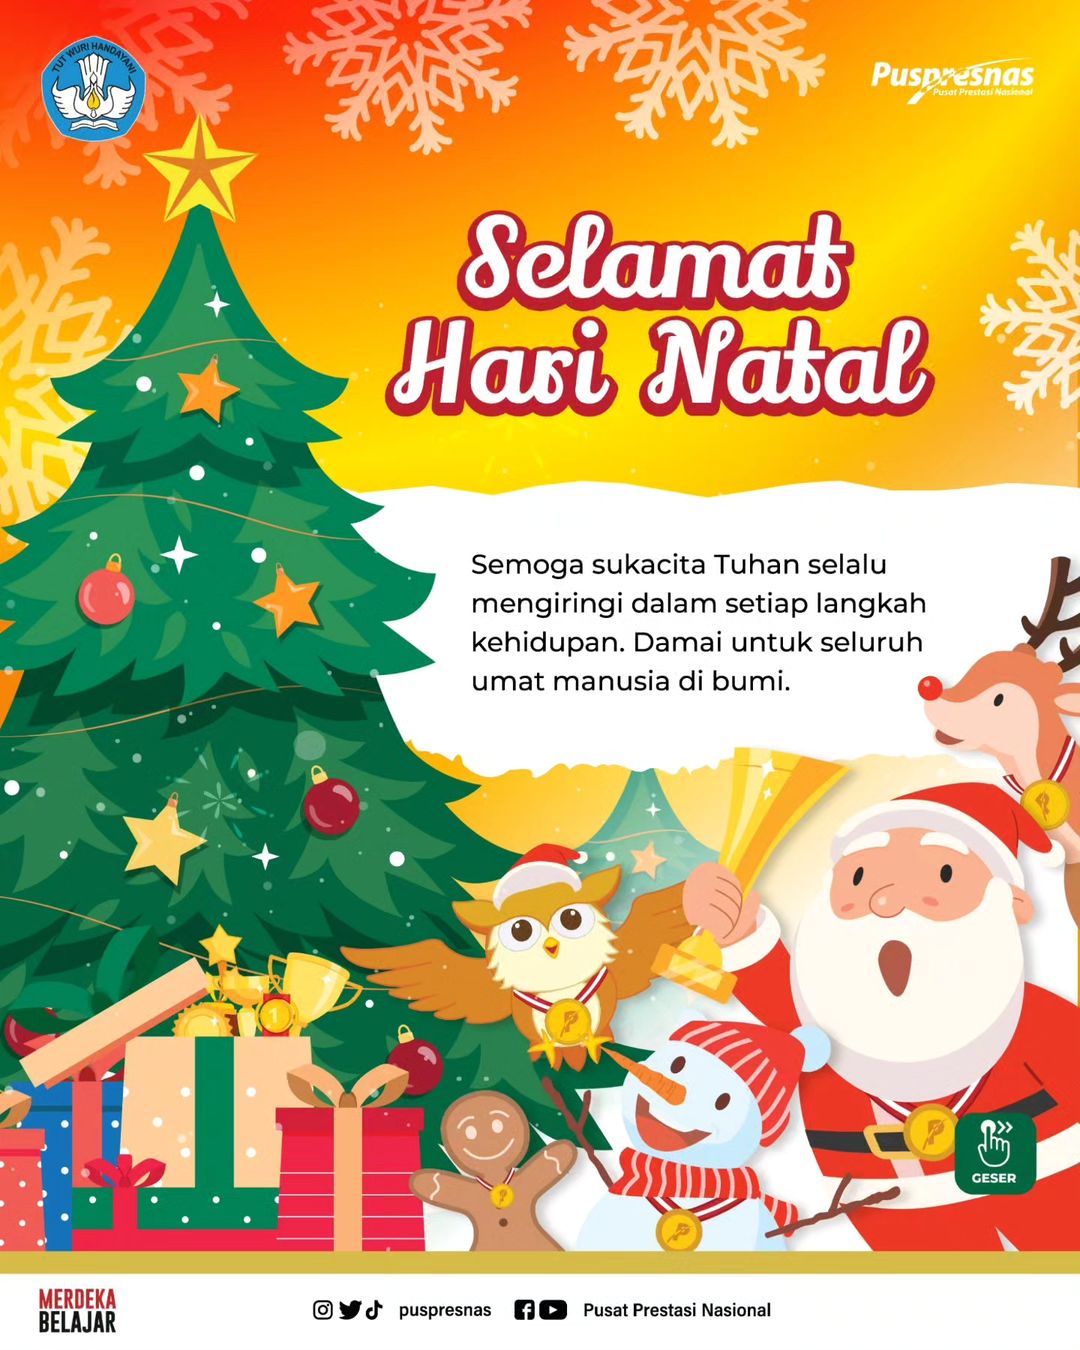 TUT WURI HANDAYANI
Puspresnas
Pusat Prestasi Nasional
Selamat
Hari Natal
Semoga sukacita Tuhan selalu
mengiringi dalam setiap langkah
kehidupan. Damai untuk seluruh
umat manusia di bumi.
1
GESER
MERDEKA
BELAJAR
puspresnas
Pusat Prestasi Nasional